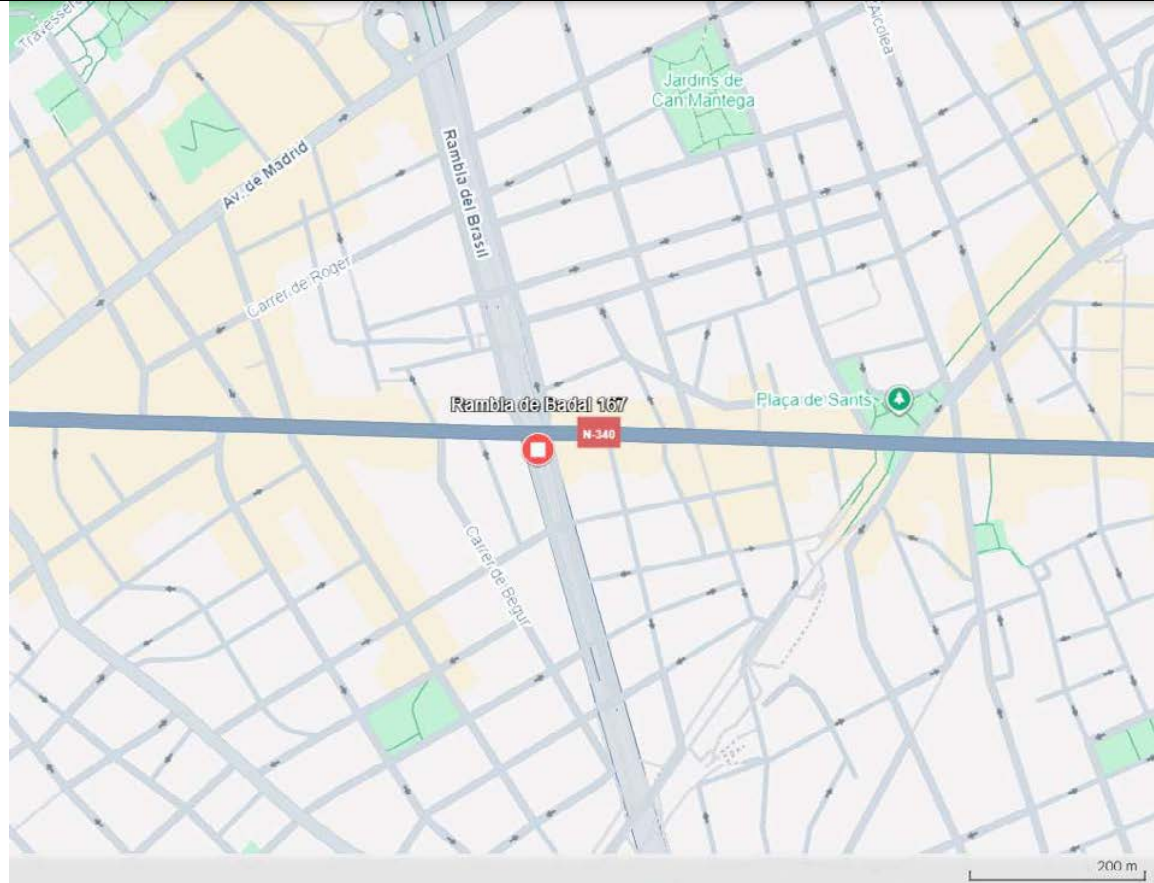 Travessera
Alcolea
Jardins de
Can Mantega
Rambla del Brasil
Av. de Madrid
Carrer de Roger
Rambla de Badal 167
Plaça de Sants
N-340
Carrer de Begur
200 m